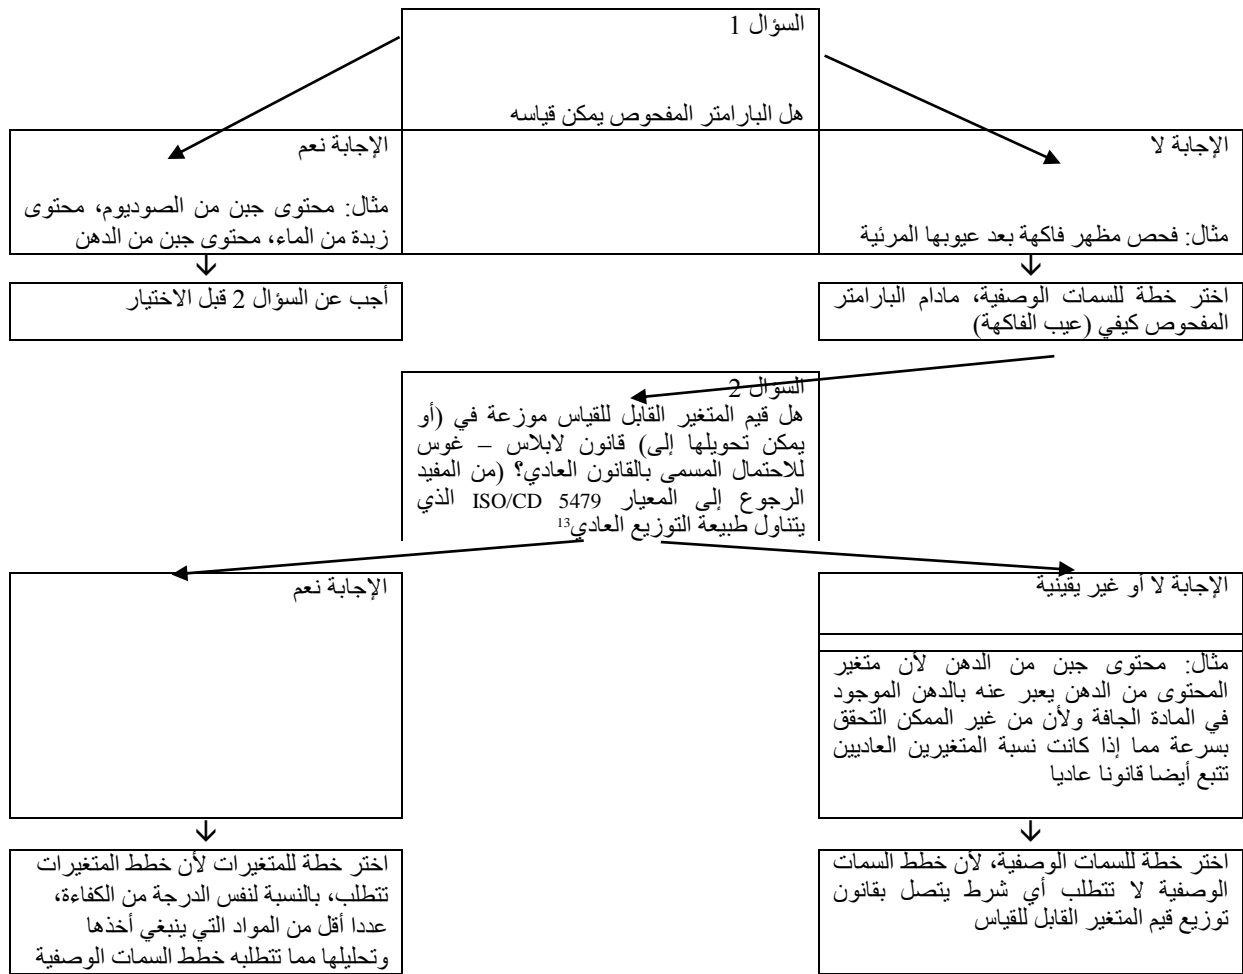 السؤال 1
هل البارامتر المفحوص يمكن قياسه
الإجابة لا
مثال: فحص مظهر فاكهة بعد عيوبها المرئية
الإجابة نعم
مثال: محتوى جبن من الصوديوم، محتوى
زبدة من الماء، محتوى جبن من الدهن
اختر خطة للسمات الوصفية، مادام البارامتر
المفحوص كيفي (عيب الفاكهة)
أجب عن السؤال 2 قبل الاختيار
السؤال 2
هل قيم المتغير القابل للقياس موزعة في (أو
يمكن تحويلها إلى) قانون لابلاس – غوس
للاحتمال المسمى بالقانون العادي؟ (من المفيد
الرجوع إلى المعيار ISO/CD 5479 الذي
يتناول طبيعة التوزيع العادي13
الإجابة لا أو غير يقينية
مثال: محتوى جبن من الدهن لأن متغير
المحتوى من الدهن يعبر عنه بالدهن الموجود
في المادة الجافة ولأن من غير الممكن التحقق
بسرعة مما إذا كانت نسبة المتغيرين العاديين
تتبع أيضا قانونا عاديا
الإجابة نعم
اختر خطة للسمات الوصفية، لأن خطط السمات
الوصفية لا تتطلب أي شرط يتصل بقانون
توزيع قيم المتغير القابل للقياس
اختر خطة للمتغيرات لأن خطط المتغيرات
تتطلب، بالنسبة لنفس الدرجة من الكفاءة،
عددا أقل من المواد التي ينبغي أخذها
وتحليلها مما تتطلبه خطط السمات الوصفية